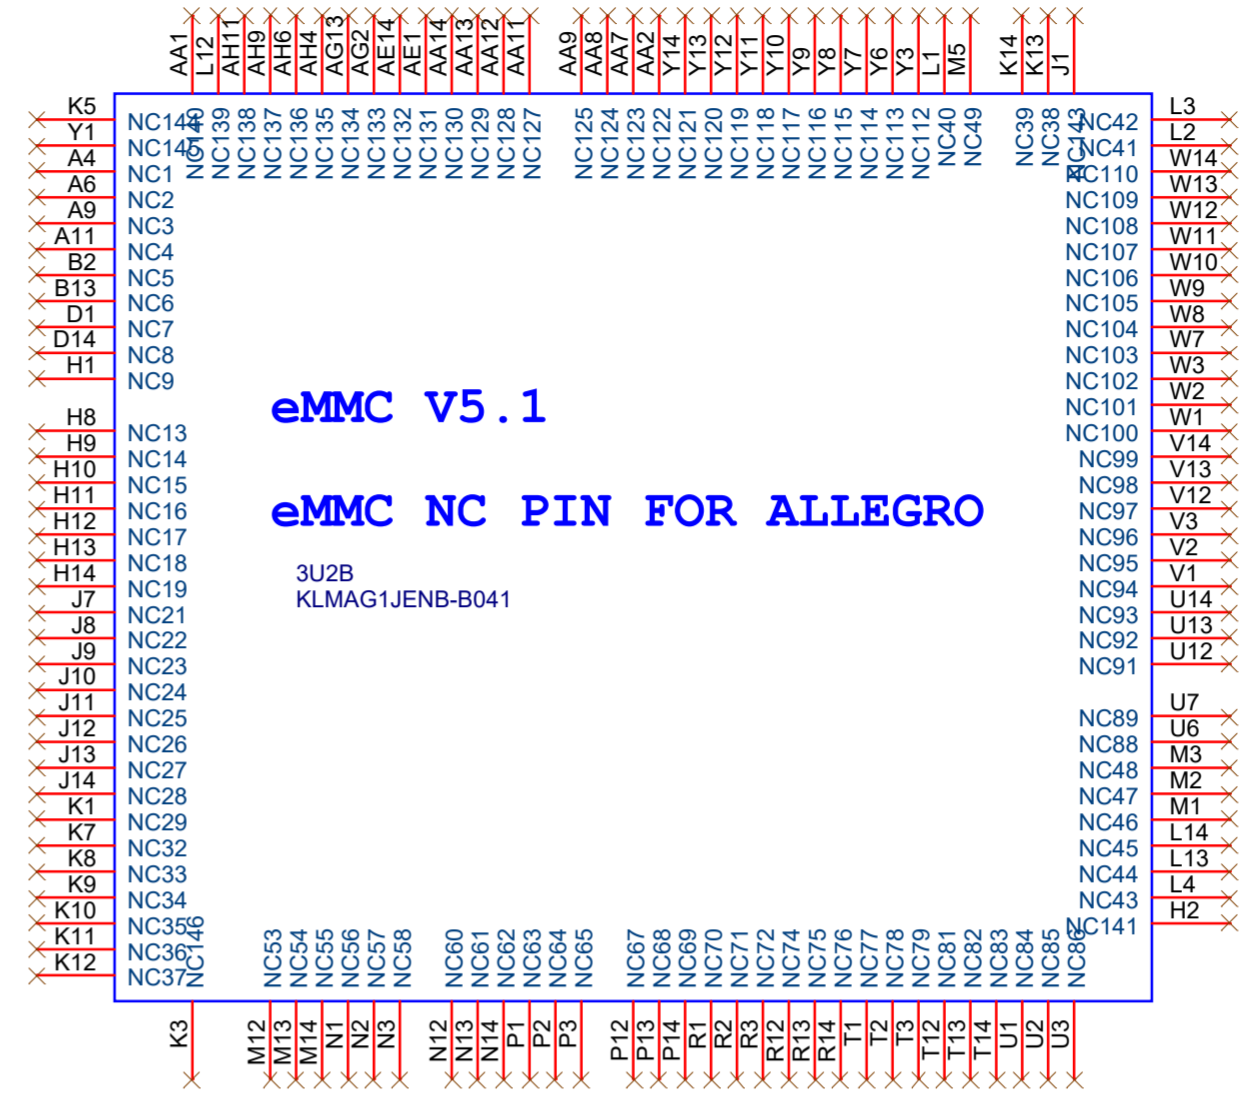 AA1
L12
AH11
AH9
AH6
AH4
AG13
AG2
AE14
AE1
AA14
AA13
AA12
AA11
AA9
AA8
AA7
AA2
Y14
Y13
Y12
Y11
Y10
Y9
Y8
Y7
Y6
Y3
L1
M5
K14
K13
J1
NC140
NC139
NC138
NC137
NC136
NC135
NC134
NC133
NC132
NC131
NC130
NC129
NC128
NC127
NC125
NC124
NC123
NC122
NC121
NC120
NC119
NC118
NC117
NC116
NC115
NC114
NC113
NC112
NC40
NC49
NC39
NC38
NC143
K5 NC144
Y1 NC145
A4 NC1
A6 NC2
A9 NC3
A11 NC4
B2 NC5
B13 NC6
D1 NC7
D14 NC8
H1 NC9
H8 NC13
H9 NC14
H10 NC15
H11 NC16
H12 NC17
H13 NC18
H14 NC19
J7 NC21
J8 NC22
J9 NC23
J10 NC24
J11 NC25
J12 NC26
J13 NC27
J14 NC28
K1 NC29
K7 NC32
K8 NC33
K9 NC34
K10 NC35
K11 NC36
K12 NC37
eMMC V5.1
eMMC NC PIN FOR ALLEGRO
3U2B
KLMAG1JENB-B041
NC42 L3
NC41 L2
NC110 W14
NC109 W13
NC108 W12
NC107 W11
NC106 W10
NC105 W9
NC104 W8
NC103 W7
NC102 W3
NC101 W2
NC100 W1
NC99 V14
NC98 V13
NC97 V12
NC96 V3
NC95 V2
NC94 V1
NC93 U14
NC92 U13
NC91 U12
NC89 U7
NC88 U6
NC48 M3
NC47 M2
NC46 M1
NC45 L14
NC44 L13
NC43 L4
NC141 H2
NC146
NC53
NC54
NC55
NC56
NC57
NC58
NC60
NC61
NC62
NC63
NC64
NC65
NC67
NC68
NC69
NC70
NC71
NC72
NC74
NC75
NC76
NC77
NC78
NC79
NC81
NC82
NC83
NC84
NC85
NC86
K3
M12
M13
M14
N1
N2
N3
N12
N13
N14
P1
P2
P3
P12
P13
P14
R1
R2
R3
R12
R13
R14
T1
T2
T3
T12
T13
T14
U1
U2
U3